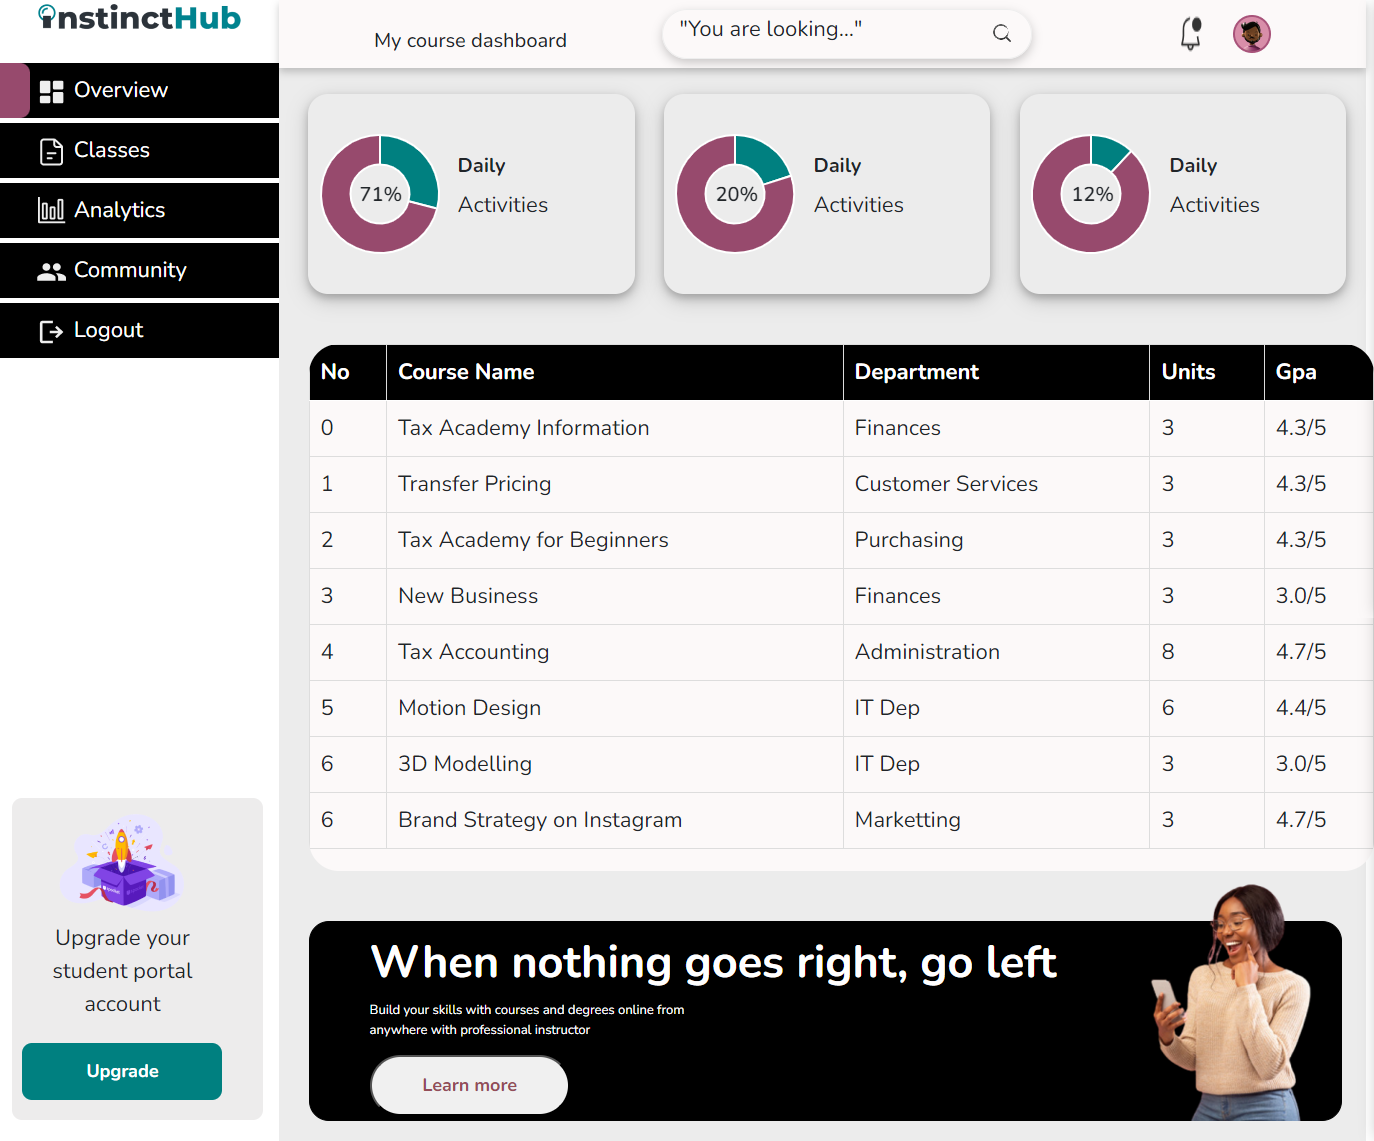 instinctHub
My course dashboard
"You are looking..."
Overview
Classes
Analytics
Community
Logout
71%
Daily
Activities
20%
Daily
Activities
12%
Daily
Activities
No Course Name Department Units Gpa
0 Tax Academy Information Finances 3 4.3/5
1 Transfer Pricing Customer Services 3 4.3/5
2 Tax Academy for Beginners Purchasing 3 4.3/5
3 New Business Finances 3 3.0/5
4 Tax Accounting Administration 8 4.7/5
5 Motion Design IT Dep 6 4.4/5
6 3D Modelling IT Dep 3 3.0/5
6 Brand Strategy on Instagram Marketting 3 4.7/5
Upgrade your
student portal
account
Upgrade
When nothing goes right, go left
Build your skills with courses and degrees online from
anywhere with professional instructor
Learn more